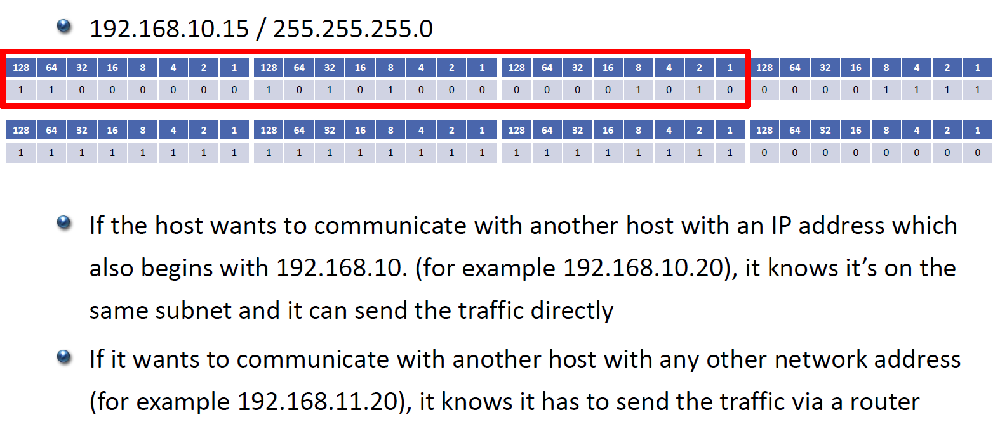 192.168.10.15 / 255.255.255.0
128 64 32 16 8 4 2 1 128 64 32 16 8 4 2 1 128 64 32 16 8 4 2 1 128 64 32 16 8 4 2 1
1 1 0 0 0 0 0 0 1 0 1 0 1 0 0 0 0 0 0 0 1 0 1 0 0 0 0 0 1 1 1 1
128 64 32 16 8 4 2 1 128 64 32 16 8 4 2 1 128 64 32 16 8 4 2 1 128 64 32 16 8 4 2 1
1 1 1 1 1 1 1 1 1 1 1 1 1 1 1 1 1 1 1 1 1 1 1 1 0 0 0 0 0 0 0 0
If the host wants to communicate with another host with an IP address which
also begins with 192.168.10. (for example 192.168.10.20), it knows it’s on the
same subnet and it can send the traffic directly
If it wants to communicate with another host with any other network address
(for example 192.168.11.20), it knows it has to send the traffic via a router